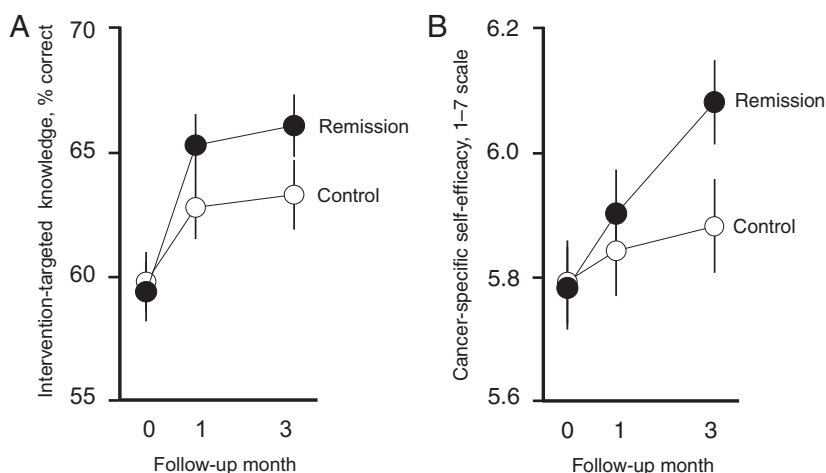 A
Intervention-targeted knowledge, % correct
70
65
60
55
Remission
Control
0 1 3
Follow-up month
B
Cancer-specific self-efficacy, 1–7 scale
6.2
6.0
5.8
5.6
Remission
Control
0 1 3
Follow-up month